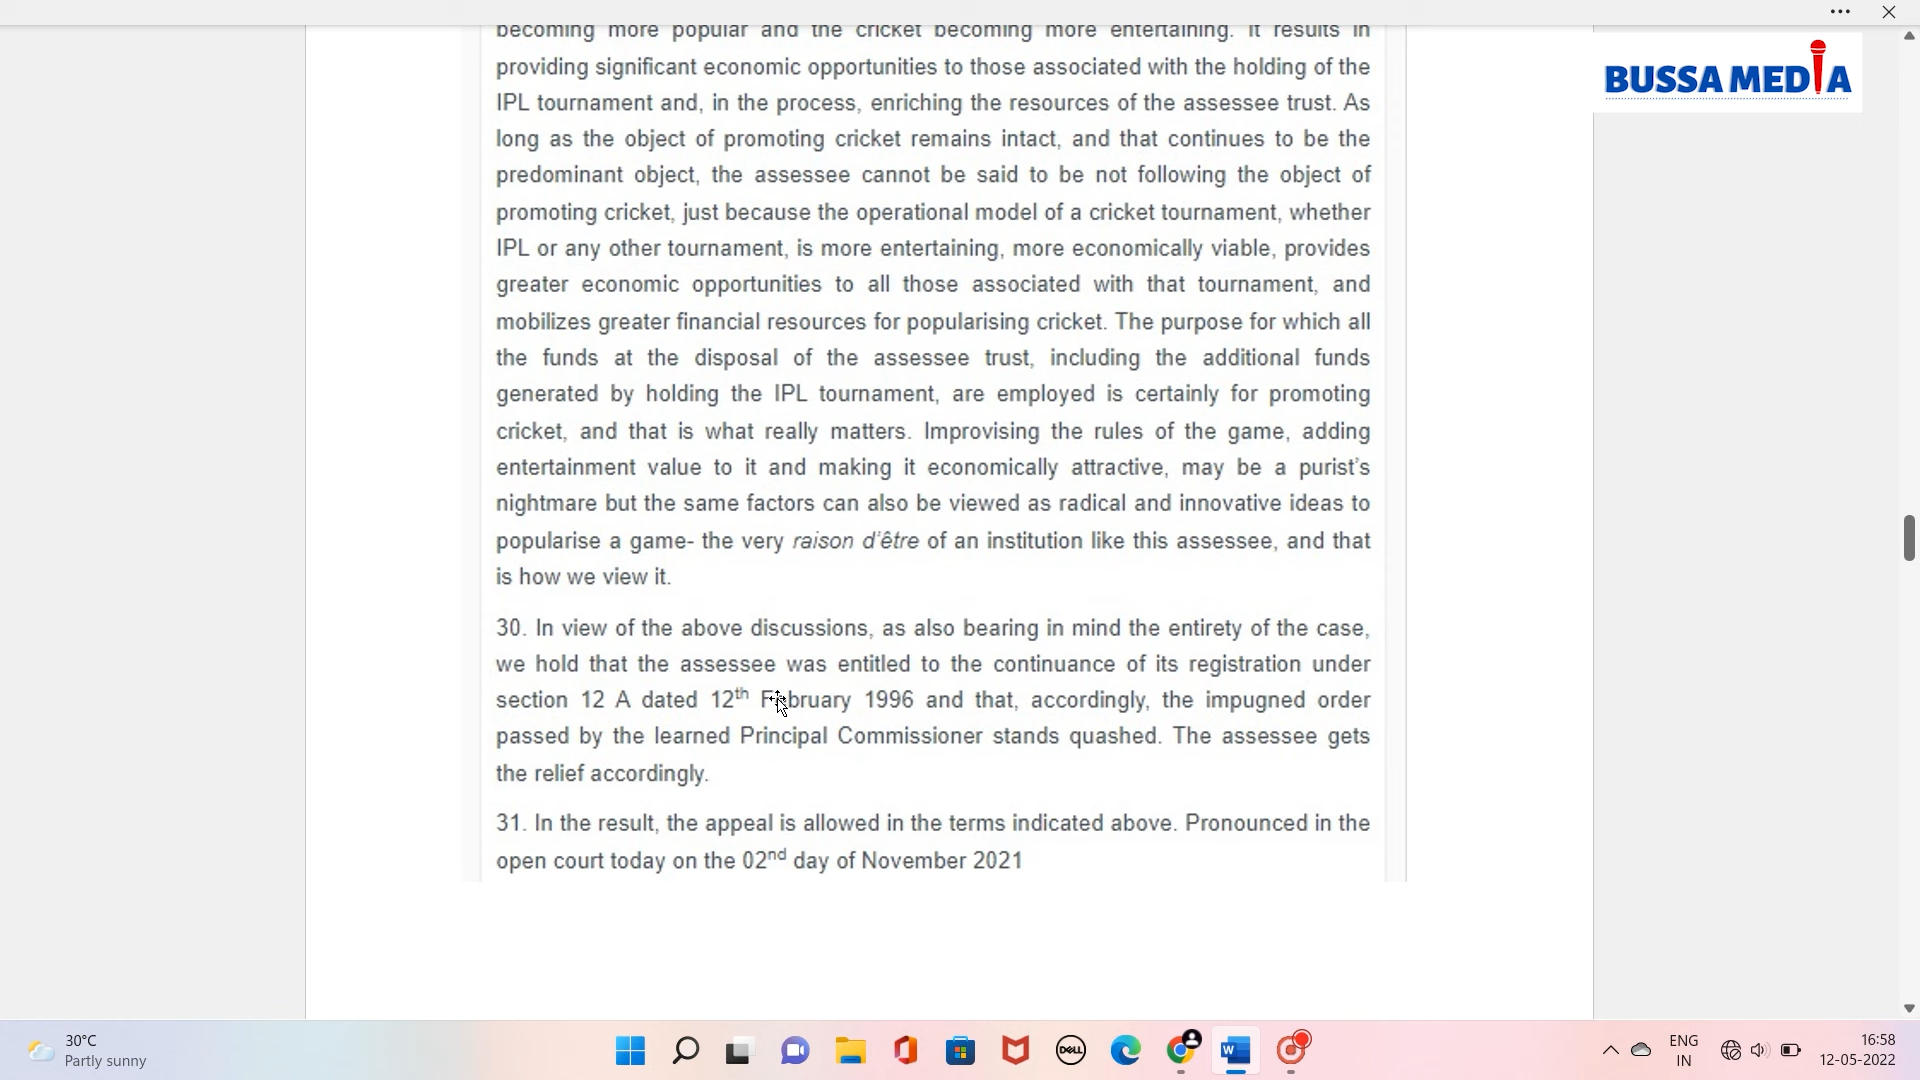 becoming more popular and the cricket becoming more entertaining. It results in
BUSSA MEDIA
providing significant economic opportunities to those associated with the holding of the
IPL tournament and, in the process, enriching the resources of the assessee trust. As
long as the object of promoting cricket remains intact, and that continues to be the
predominant object, the assessee cannot be said to be not following the object of
promoting cricket, just because the operational model of a cricket tournament, whether
IPL or any other tournament, is more entertaining, more economically viable, provides
greater economic opportunities to all those associated with that tournament, and
mobilizes greater financial resources for popularising cricket. The purpose for which all
the funds at the disposal of the assessee trust, including the additional funds
generated by holding the IPL tournament, are employed is certainly for promoting
cricket, and that is what really matters. Improvising the rules of the game, adding
entertainment value to it and making it economically attractive, may be a purist's
nightmare but the same factors can also be viewed as radical and innovative ideas to
popularise a game- the very raison d'être of an institution like this assessee, and that
is how we view it.
30. In view of the above discussions, as also bearing in mind the entirety of the case,
we hold that the assessee was entitled to the continuance of its registration under
section 12 A dated 12th February 1996 and that, accordingly, the impugned order
passed by the learned Principal Commissioner stands quashed. The assessee gets
the relief accordingly.
31. In the result, the appeal is allowed in the terms indicated above. Pronounced in the
open court today on the 02nd day of November 2021
30°C
Partly sunny
DELL
W
ENG
IN
16:58
12-05-2022